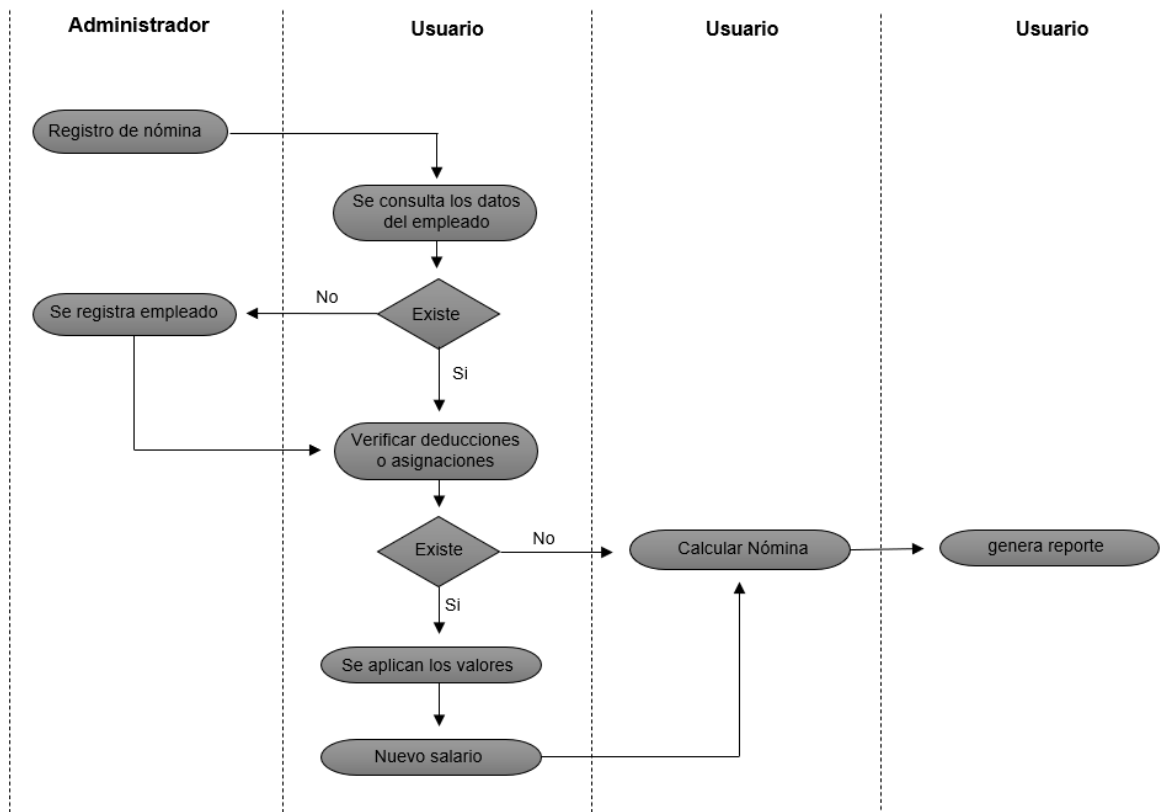 Administrador
Usuario
Usuario
Usuario
Registro de nómina
Se consulta los datos
del empleado
No
Existe
Se registra empleado
Si
Verificar deducciones
o asignaciones
Existe
No
Calcular Nómina
genera reporte
Si
Se aplican los valores
Nuevo salario